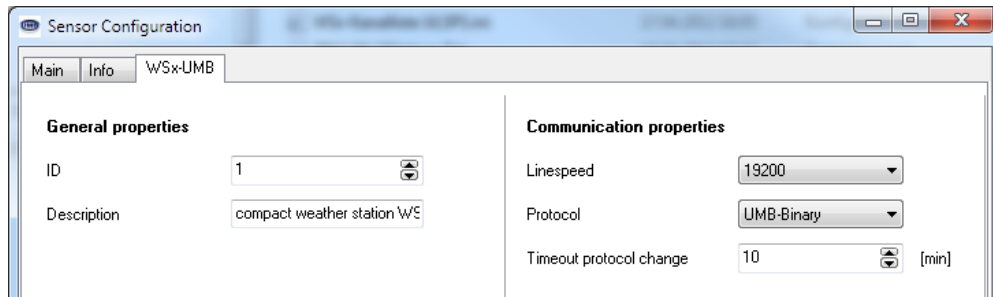 Sensor Configuration
Main Info WSx-UMB
General properties
ID 1
Description compact weather station WS
Communication properties
Linespeed 19200
Protocol UMB-Binary
Timeout protocol change 10 [min]